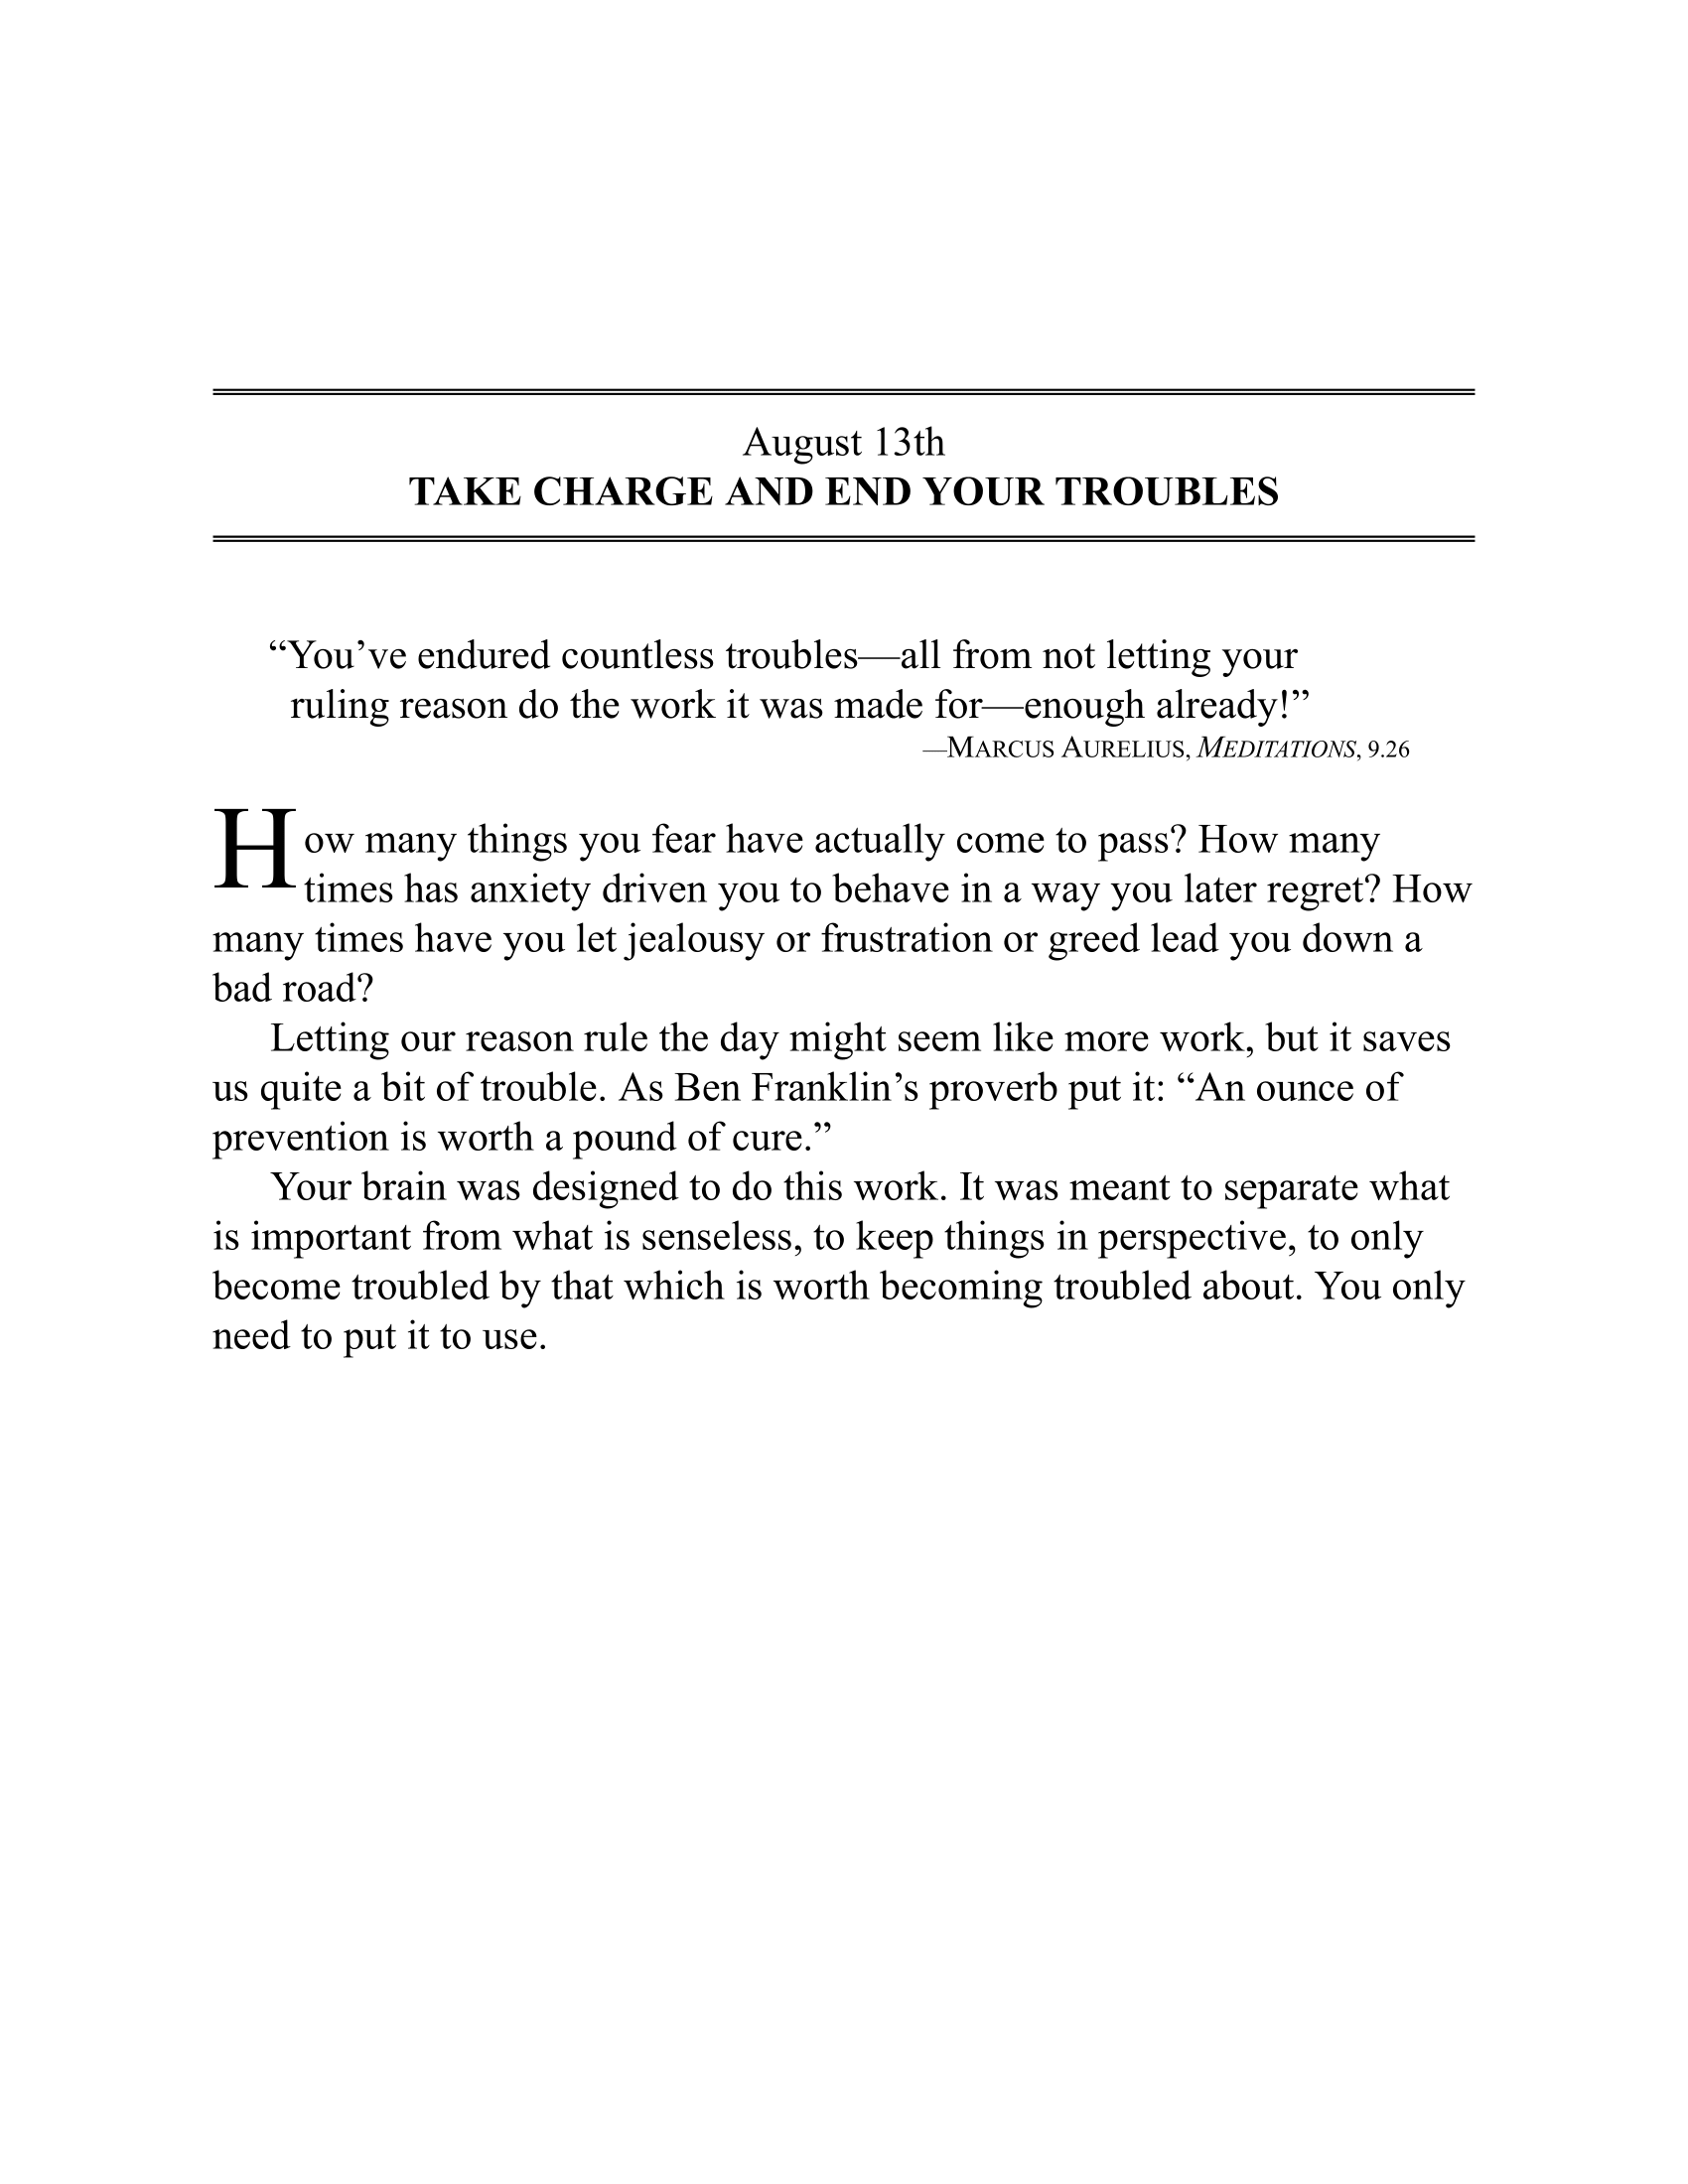 August 13th
TAKE CHARGE AND END YOUR TROUBLES
“You’ve endured countless troubles—all from not letting your
ruling reason do the work it was made for—enough already!”
—MARCUS AURELIUS, MEDITATIONS, 9.26
How many things you fear have actually come to pass? How many
times has anxiety driven you to behave in a way you later regret? How
many times have you let jealousy or frustration or greed lead you down a
bad road?
Letting our reason rule the day might seem like more work, but it saves
us quite a bit of trouble. As Ben Franklin’s proverb put it: “An ounce of
prevention is worth a pound of cure.”
Your brain was designed to do this work. It was meant to separate what
is important from what is senseless, to keep things in perspective, to only
become troubled by that which is worth becoming troubled about. You only
need to put it to use.